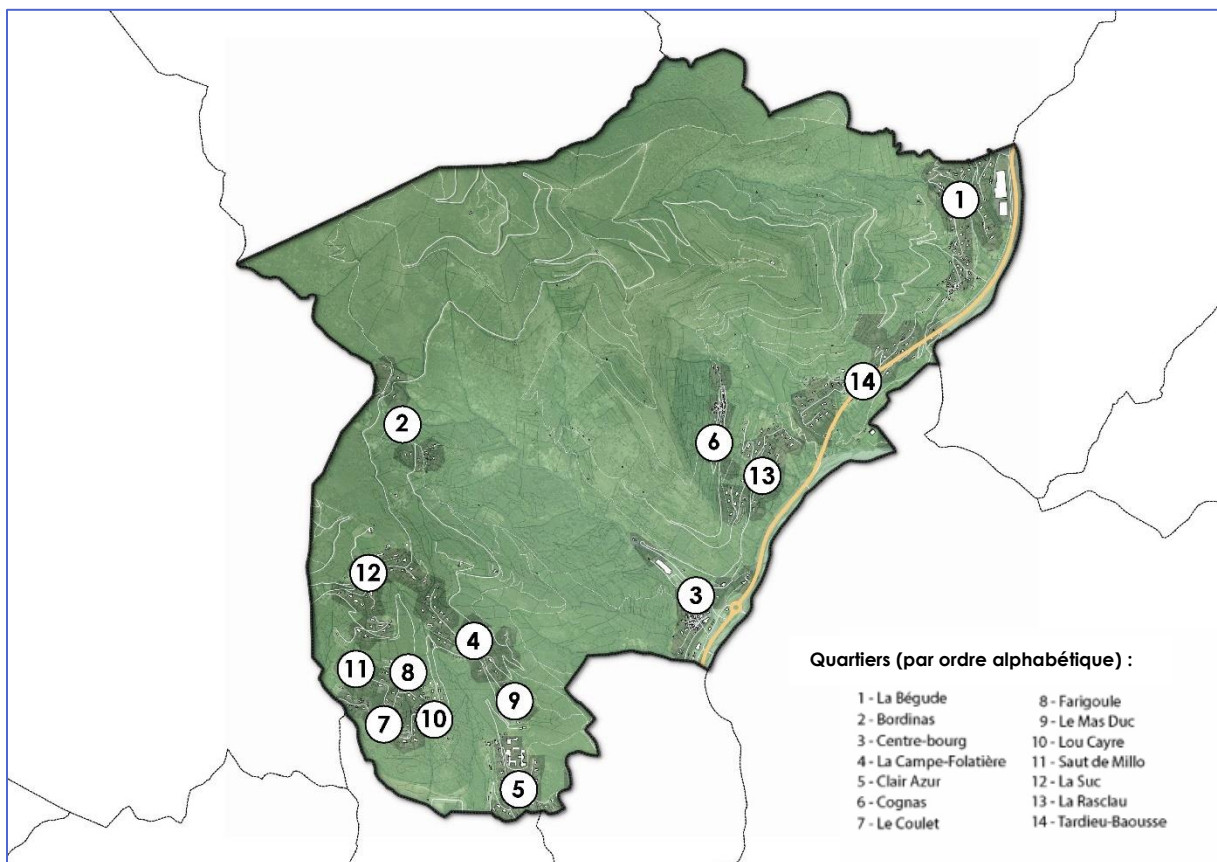 1
14
2
6
13
12
3
4
11
8
9
7
10
5
Quartiers (par ordre alphabétique) :
1 - La Bégude
2 - Bordinas
3 - Centre-bourg
4 - La Campe-Folatière
5 - Clair Azur
6 - Cognas
7 - Le Coulet
8 - Farigoule
9 - Le Mas Duc
10 - Lou Cayre
11 - Saut de Millo
12 - La Suc
13 - La Rasclau
14 - Tardieu-Baousse